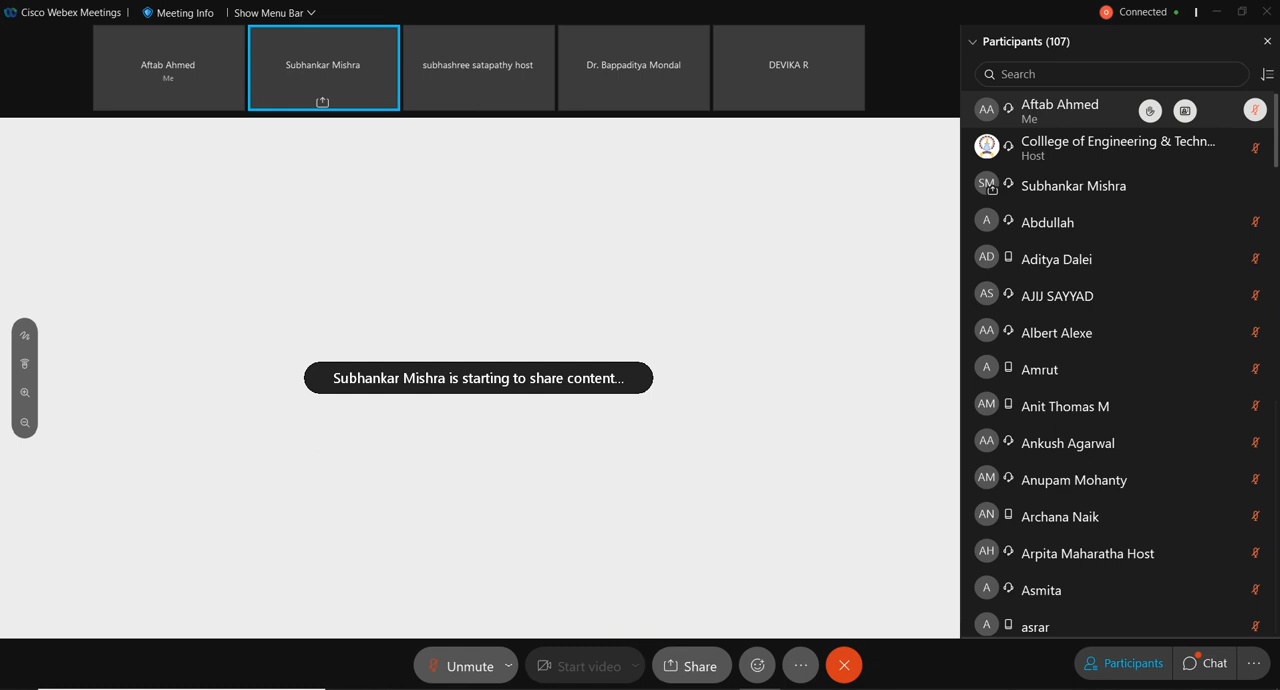 Cisco Webex Meetings | Meeting Info | Show Menu Bar
Connected
Aftab Ahmed
Me
Subhankar Mishra
subhashree satapathy host
Dr. Bappaditya Mondal
DEVIKA R
Participants (107)
Search
AA Aftab Ahmed
Me
Colllege of Engineering & Techn...
Host
SM Subhankar Mishra
A Abdullah
AD Aditya Dalei
AS AJIJ SAYYAD
AA Albert Alexe
A Amrut
AM Anit Thomas M
AA Ankush Agarwal
AM Anupam Mohanty
AN Archana Naik
AH Arpita Maharatha Host
A Asmita
A asrar
Subhankar Mishra is starting to share content...
Unmute
Start video
Share
Participants
Chat